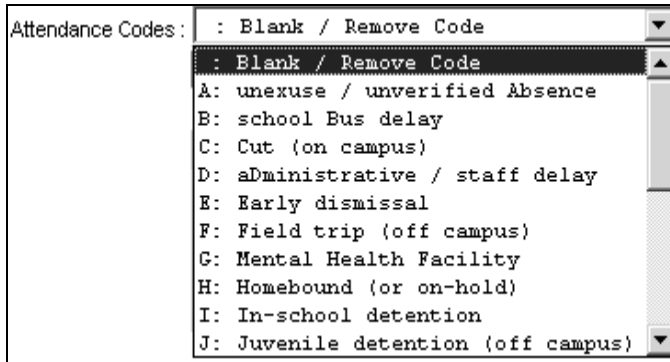 Attendance Codes :  : Blank / Remove Code
 : Blank / Remove Code
A: unexuse / unverified Absence
B: school Bus delay
C: Cut (on campus)
D: aDministrative / staff delay
E: Early dismissal
F: Field trip (off campus)
G: Mental Health Facility
H: Homebound (or on-hold)
I: In-school detention
J: Juvenile detention (off campus)